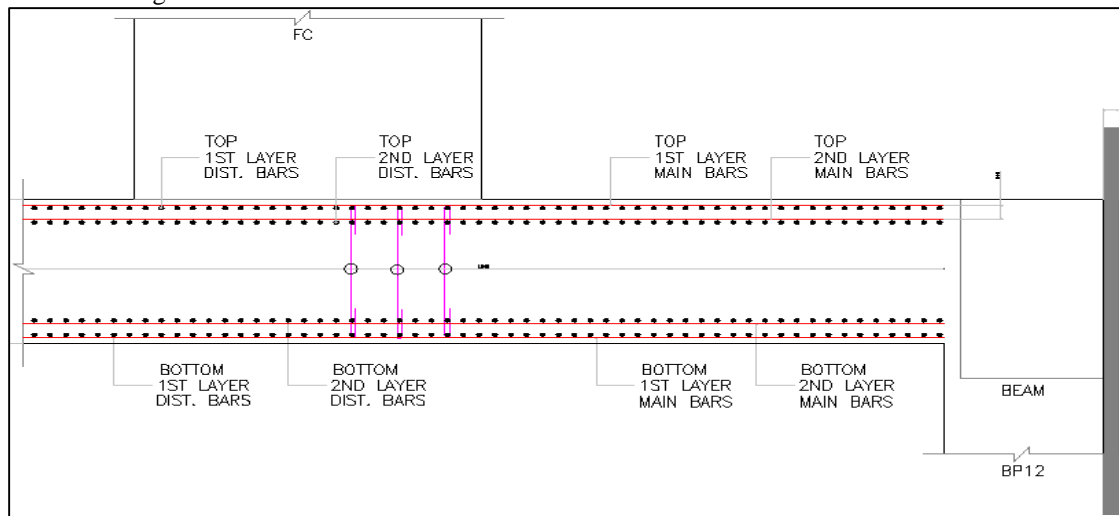 FC
TOP
1ST LAYER
DIST. BARS
TOP
2ND LAYER
DIST. BARS
TOP
1ST LAYER
MAIN BARS
TOP
2ND LAYER
MAIN BARS
BOTTOM
1ST LAYER
DIST. BARS
BOTTOM
2ND LAYER
DIST. BARS
BOTTOM
1ST LAYER
MAIN BARS
BOTTOM
2ND LAYER
MAIN BARS
BEAM
BP12